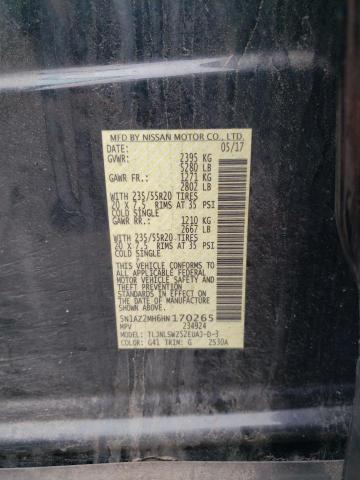 MFD BY NISSAN MOTOR CO., LTD.
DATE: 05/17
GVWR: 2395 KG
5280 LB
GAWR FR.: 1271 KG
2802 LB
WITH 235/55R20 TIRES
20 X 7.5 RIMS AT 35 PSI
COLD SINGLE
GAWR RR.: 1210 KG
2667 LB
WITH 235/55R20 TIRES
20 X 7.5 RIMS AT 35 PSI
COLD SINGLE
THIS VEHICLE CONFORMS TO ALL
APPLICABLE FEDERAL MOTOR
VEHICLE SAFETY STANDARDS
IN EFFECT ON THE DATE OF
MANUFACTURE SHOWN ABOVE.
5N1AZ2MH6HN170265
MPV 234924
MODEL: TLJNLSWZ52EUAJ-D-3
COLOR: G41 TRIM: G 2530A